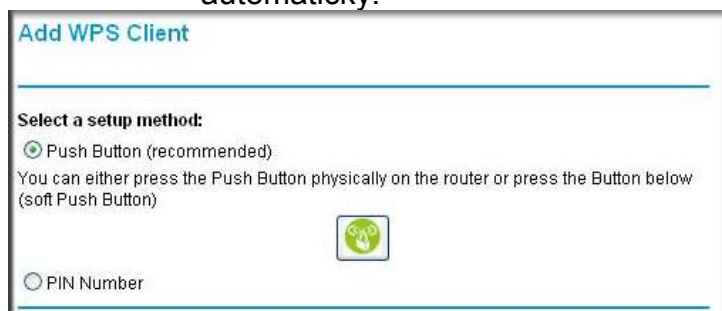 automaticky.
Add WPS Client
Select a setup method:
Push Button (recommended)
You can either press the Push Button physically on the router or press the Button below
(soft Push Button)
PIN Number